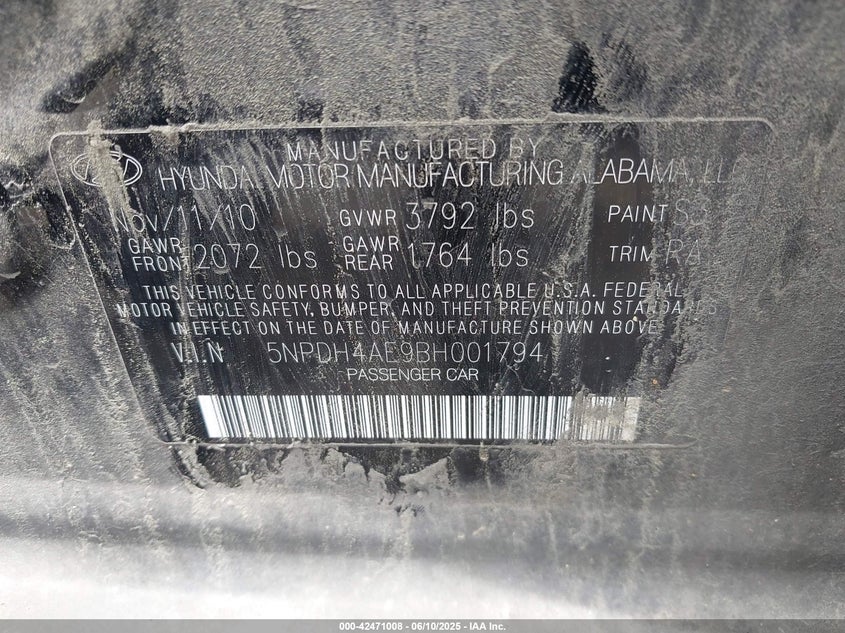 MANUFACTURED BY
HYUNDAI MOTOR MANUFACTURING ALABAMA, LLC
Nov/11/10 GVWR 3792 lbs PAINT S3
GAWR FRONT 2072 lbs GAWR REAR 1764 lbs TRIM RA
THIS VEHICLE CONFORMS TO ALL APPLICABLE U.S.A. FEDERAL
MOTOR VEHICLE SAFETY, BUMPER, AND THEFT PREVENTION STANDARDS
IN EFFECT ON THE DATE OF MANUFACTURE SHOWN ABOVE.
V.I.N 5NPDH4AE9BH001794
PASSENGER CAR
000-42471008 - 06/10/2025 - IAA Inc.